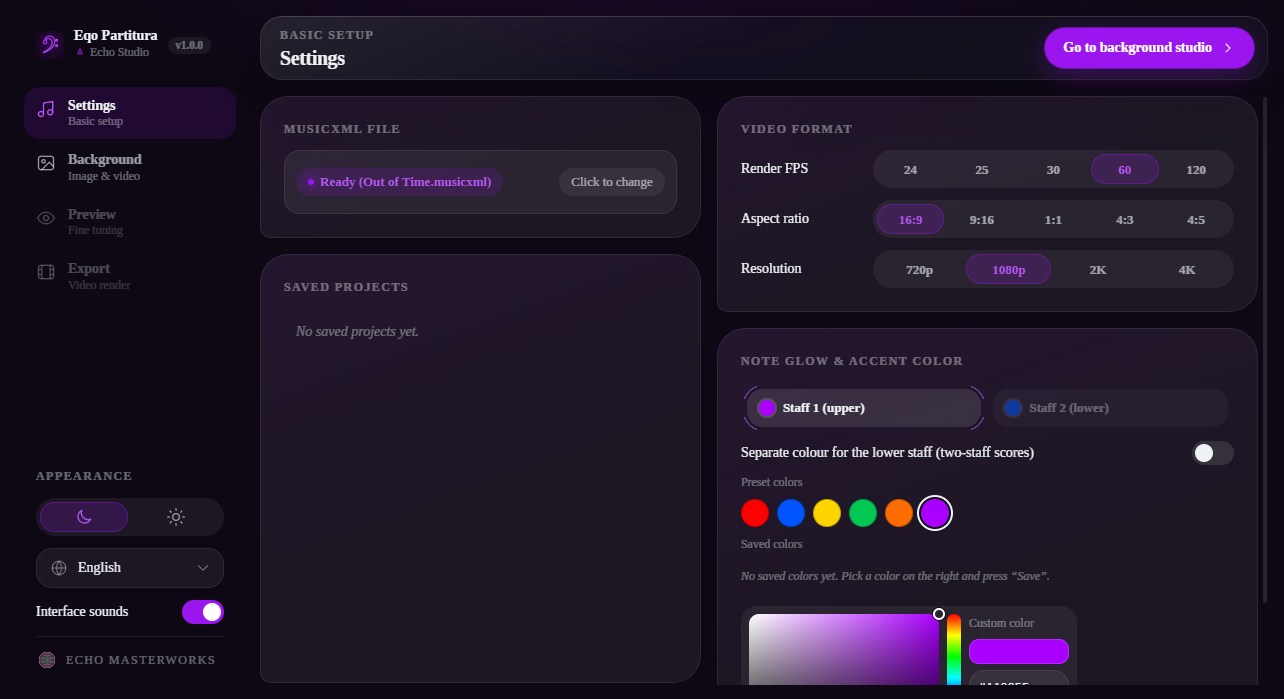 Eqo Partitura
Echo Studio
v1.0.0
Settings
Basic setup
Background
Image & video
Preview
Fine tuning
Export
Video render
APPEARANCE
English
Interface sounds
ECHO MASTERWORKS
BASIC SETUP
Settings
Go to background studio
MUSICXML FILE
Ready (Out of Time.musicxml)
Click to change
SAVED PROJECTS
No saved projects yet.
VIDEO FORMAT
Render FPS 24 25 30 60 120
Aspect ratio 16:9 9:16 1:1 4:3 4:5
Resolution 720p 1080p 2K 4K
NOTE GLOW & ACCENT COLOR
Staff 1 (upper) Staff 2 (lower)
Separate colour for the lower staff (two-staff scores)
Preset colors
Saved colors
No saved colors yet. Pick a color on the right and press “Save”.
Custom color